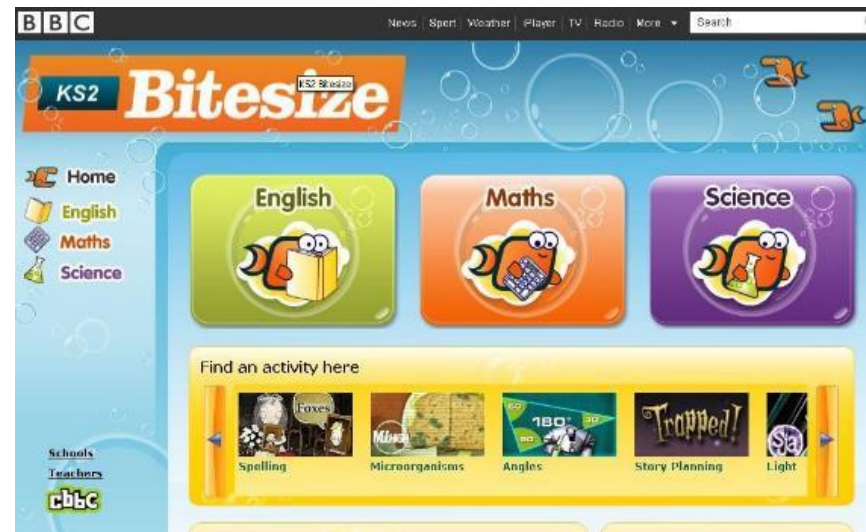 BBC
News Sport Weather iPlayer TV Radio More Search
KS2 Bitesize
KS2 Bitesize
Home
English
Maths
Science
English Maths Science
Find an activity here
Foxes
180°
Trapped!
Sa
Spelling Microorganisms Angles Story Planning Light
Schools
Teachers
cbbc